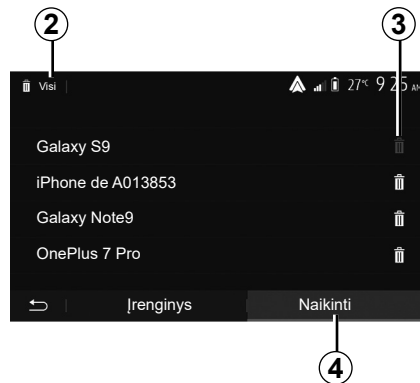 2
3
Visi
27°C 9 25 AM
Galaxy S9
iPhone de A013853
Galaxy Note9
OnePlus 7 Pro
Įrenginys
Naikinti
4